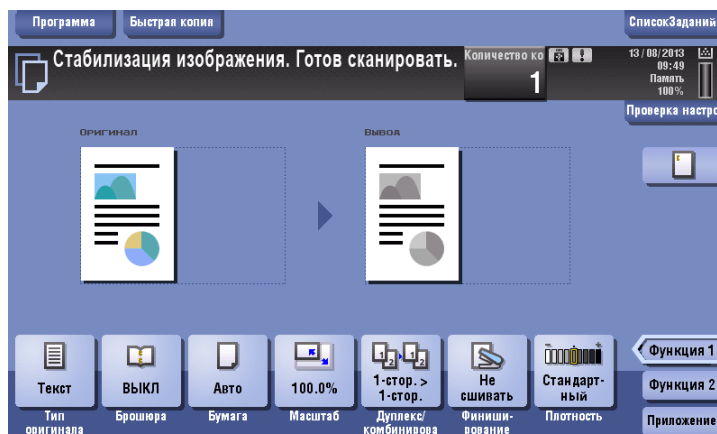 Программа
Быстрая копия
СписокЗаданий
Стабилизация изображения. Готов сканировать.
Количество ко
1
13/08/2013
09:49
Память
100%
Проверка настро
Оригинал
Вывод
Текст
ВЫКЛ
Авто
100.0%
1-стор. >
1-стор.
Не
сшивать
Стандарт-
ный
Тип
оригинала
Брошюра
Бумага
Масштаб
Дуплекс/
комбинирова
Финиши-
рование
Плотность
Функция 1
Функция 2
Приложение